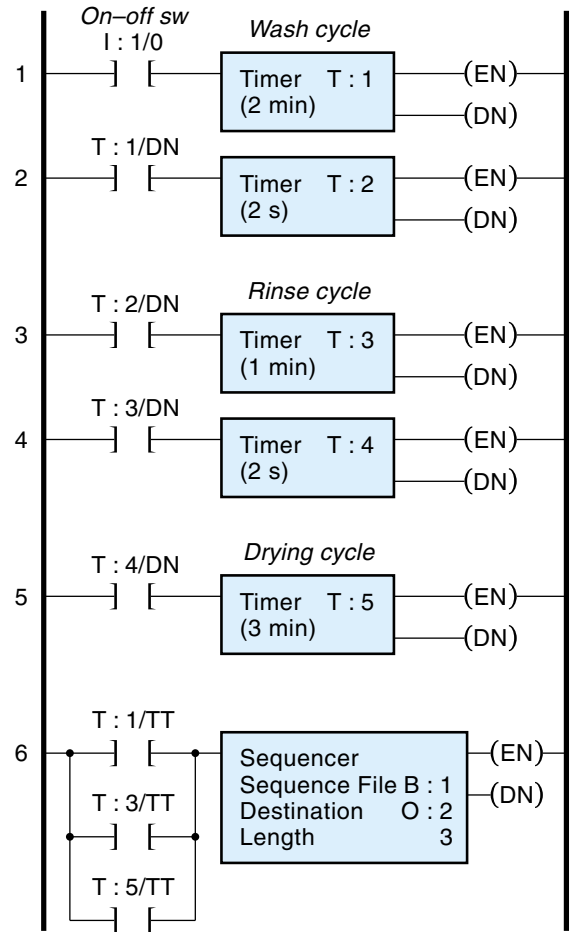 On–off sw
I : 1/0
Wash cycle
1
Timer T : 1
(2 min)
(EN)
(DN)
T : 1/DN
2
Timer T : 2
(2 s)
(EN)
(DN)
Rinse cycle
T : 2/DN
3
Timer T : 3
(1 min)
(EN)
(DN)
T : 3/DN
4
Timer T : 4
(2 s)
(EN)
(DN)
Drying cycle
T : 4/DN
5
Timer T : 5
(3 min)
(EN)
(DN)
T : 1/TT
6
Sequencer
Sequence File B : 1
Destination O : 2
Length 3
(EN)
(DN)
T : 3/TT
T : 5/TT